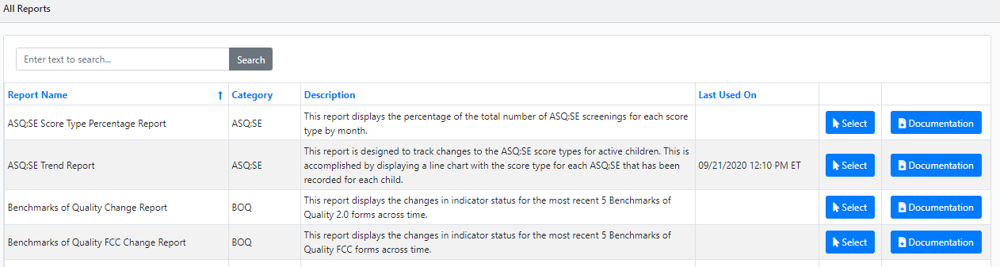 All Reports
Enter text to search...
Search
Report Name
Category
Description
Last Used On
ASQ:SE Score Type Percentage Report
ASQ:SE
This report displays the percentage of the total number of ASQ:SE screenings for each score
type by month.
Select
Documentation
ASQ:SE Trend Report
ASQ:SE
This report is designed to track changes to the ASQ:SE score types for active children. This is
accomplished by displaying a line chart with the score type for each ASQ:SE that has been
recorded for each child.
09/21/2020 12:10 PM ET
Select
Documentation
Benchmarks of Quality Change Report
BOQ
This report displays the changes in indicator status for the most recent 5 Benchmarks of
Quality 2.0 forms across time.
Select
Documentation
Benchmarks of Quality FCC Change Report
BOQ
This report displays the changes in indicator status for the most recent 5 Benchmarks of
Quality FCC forms across time.
Select
Documentation